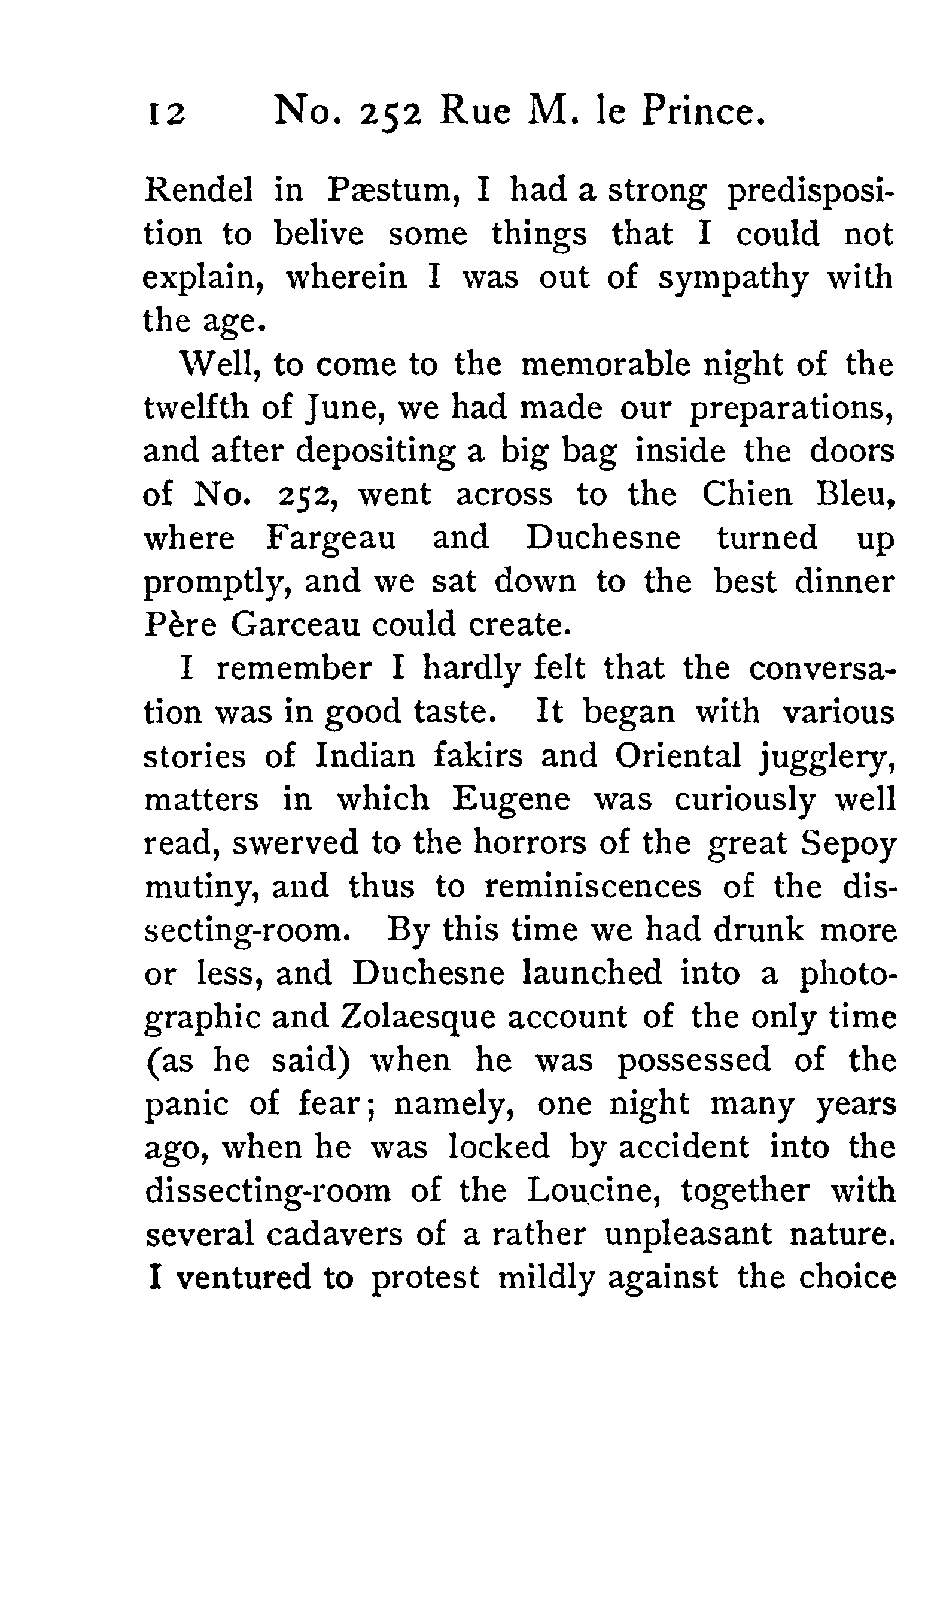 12 No. 252 Rue M. le Prince.
Rendel in Pæstum, I had a strong predisposi-
tion to belive some things that I could not
explain, wherein I was out of sympathy with
the age.
Well, to come to the memorable night of the
twelfth of June, we had made our preparations,
and after depositing a big bag inside the doors
of No. 252, went across to the Chien Bleu,
where Fargeau and Duchesne turned up
promptly, and we sat down to the best dinner
Père Garceau could create.
I remember I hardly felt that the conversa-
tion was in good taste. It began with various
stories of Indian fakirs and Oriental jugglery,
matters in which Eugene was curiously well
read, swerved to the horrors of the great Sepoy
mutiny, and thus to reminiscences of the dis-
secting-room. By this time we had drunk more
or less, and Duchesne launched into a photo-
graphic and Zolaesque account of the only time
(as he said) when he was possessed of the
panic of fear; namely, one night many years
ago, when he was locked by accident into the
dissecting-room of the Loucine, together with
several cadavers of a rather unpleasant nature.
I ventured to protest mildly against the choice